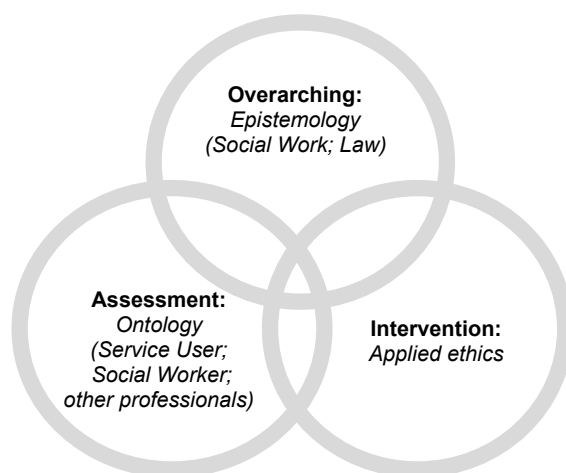 Overarching:
Epistemology
(Social Work; Law)
Assessment:
Ontology
(Service User;
Social Worker;
other professionals)
Intervention:
Applied ethics